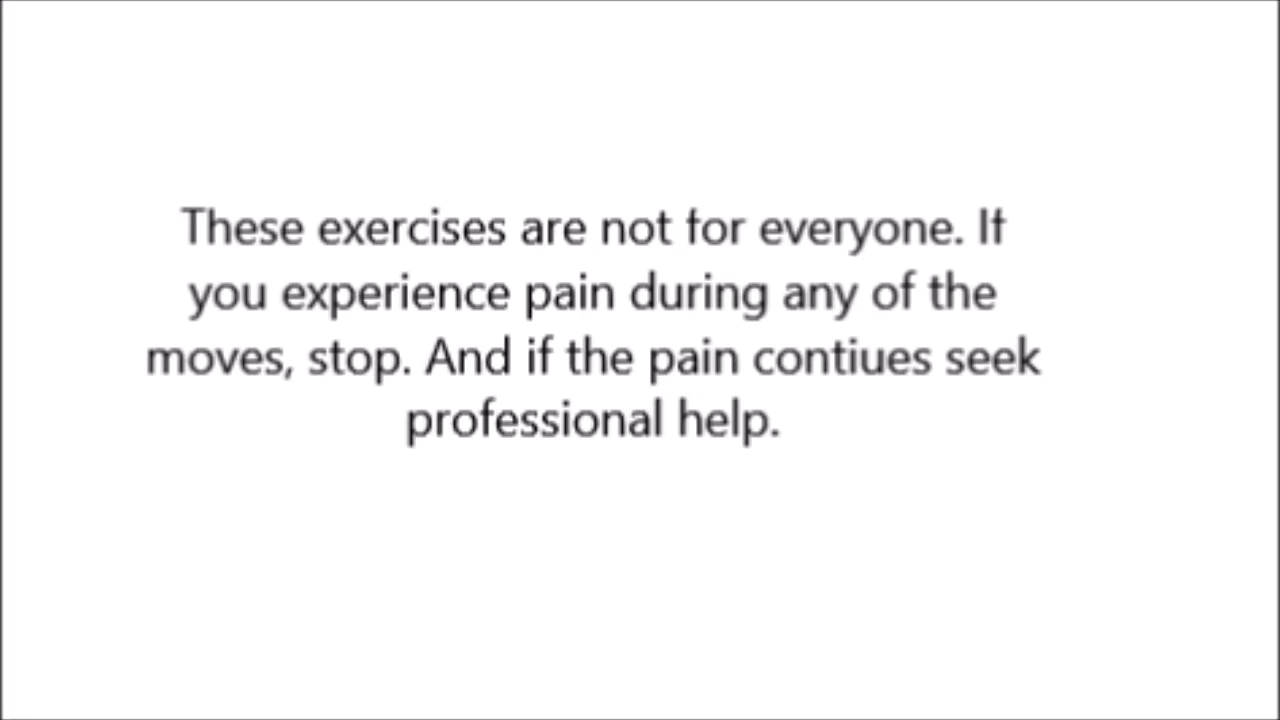 These exercises are not for everyone. If
you experience pain during any of the
moves, stop. And if the pain contiues seek
professional help.